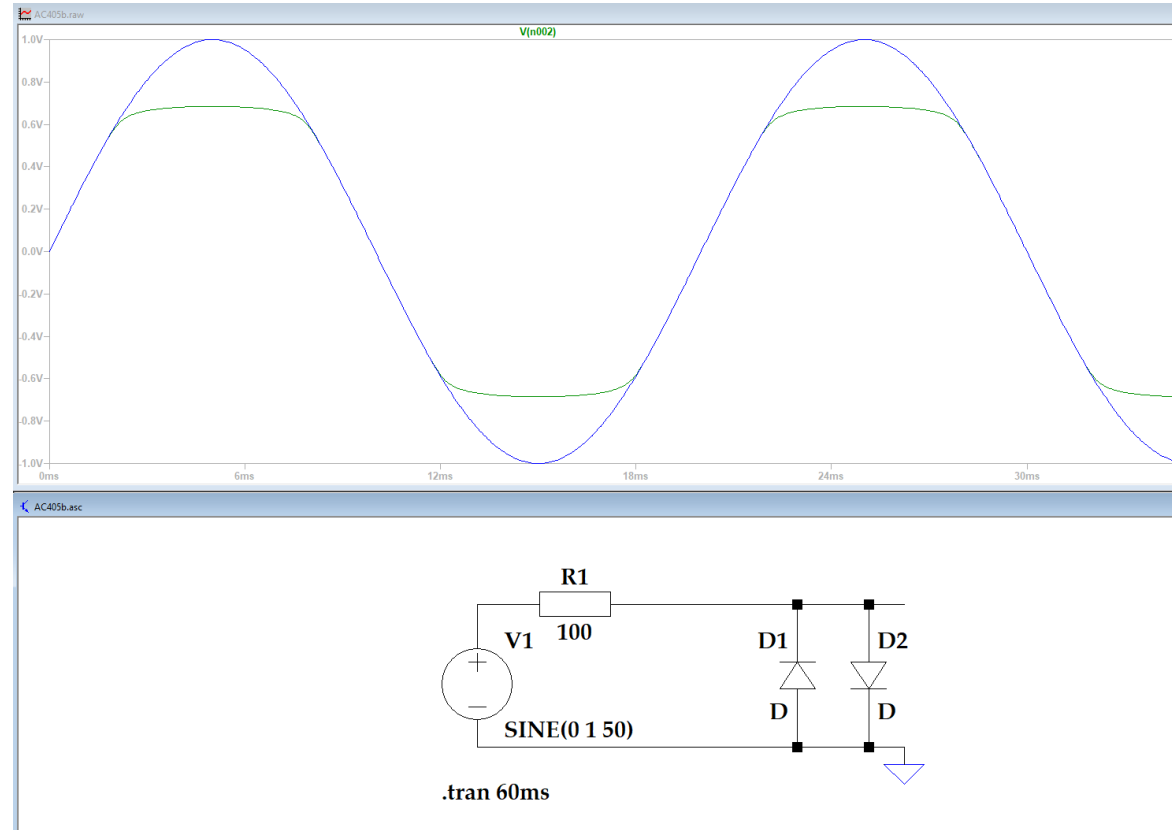 AC405b.raw
V(n002)
1.0V
0.8V
0.6V
0.4V
0.2V
0.0V
-0.2V
-0.4V
-0.6V
-0.8V
-1.0V
0ms 6ms 12ms 18ms 24ms 30ms
AC405b.asc
R1
100
V1
SINE(0 1 50)
D1
D
D2
D
.tran 60ms